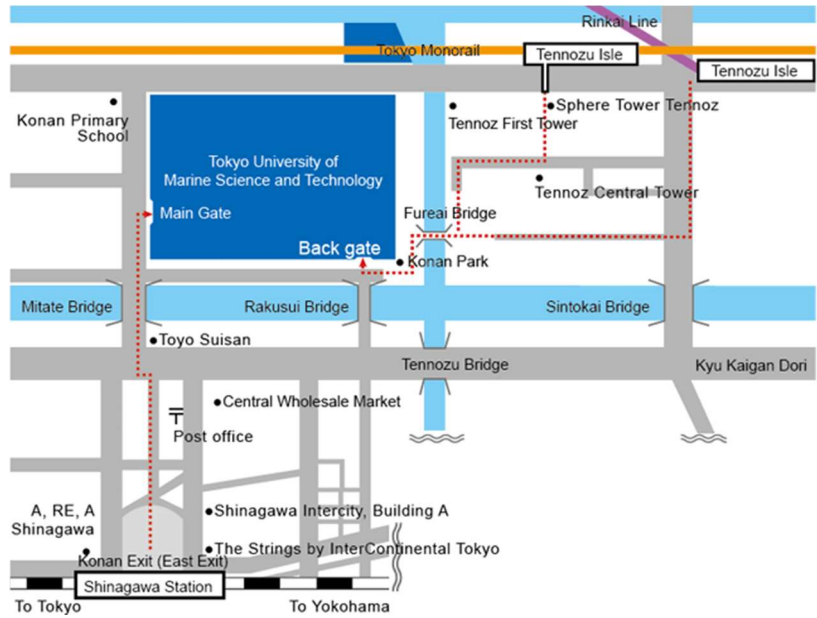 Rinkai Line
Tokyo Monorail
Tennozu Isle
Tennozu Isle
Konan Primary
School
Tennoz First Tower
Sphere Tower Tennoz
Tokyo University of
Marine Science and Technology
Tennoz Central Tower
Main Gate
Fureai Bridge
Back gate
Konan Park
Mitate Bridge
Rakusui Bridge
Sintokai Bridge
Toyo Suisan
Tennozu Bridge
Kyu Kaigan Dori
Central Wholesale Market
〒
Post office
A, RE, A
Shinagawa
Shinagawa Intercity, Building A
The Strings by InterContinental Tokyo
Konan Exit (East Exit)
Shinagawa Station
To Tokyo
To Yokohama